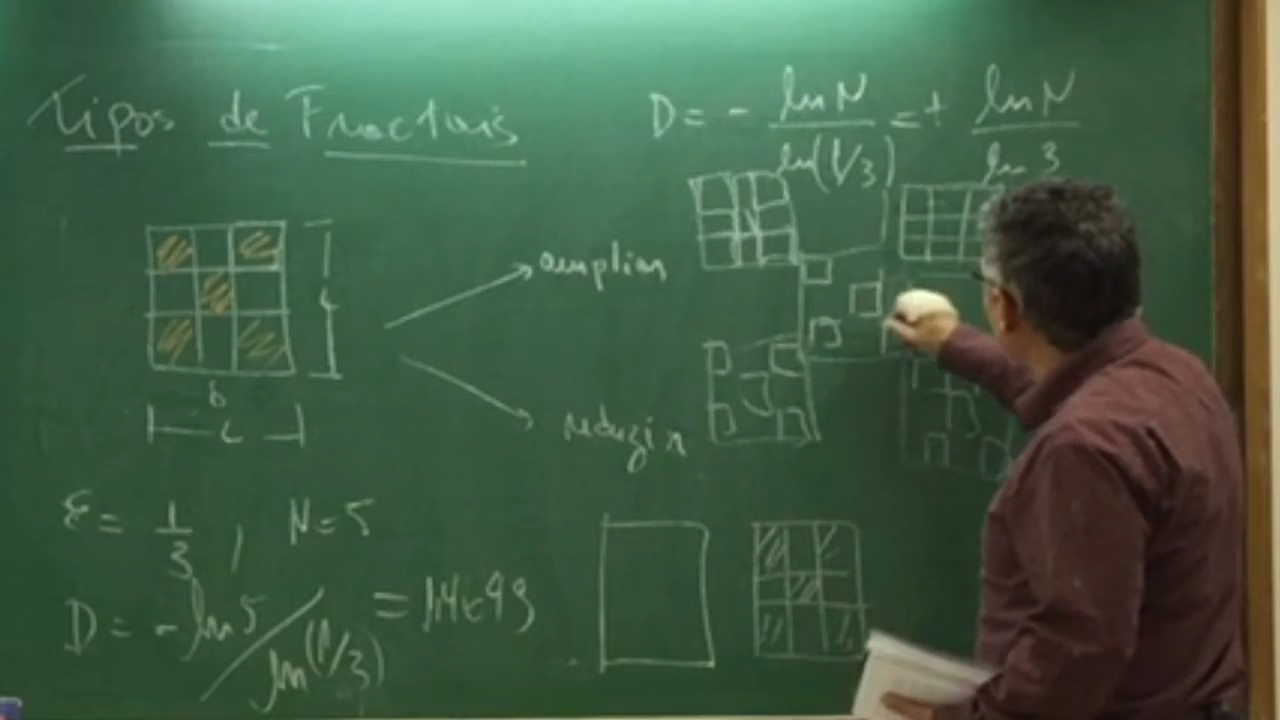 Tipos de Fractais
D = - ln N / ln(1/3) = + ln N / ln 3
ampliar
L
L
reduzir
ε = 1/3 , N = 5
D = - ln 5 / ln(1/3) = 1,4649